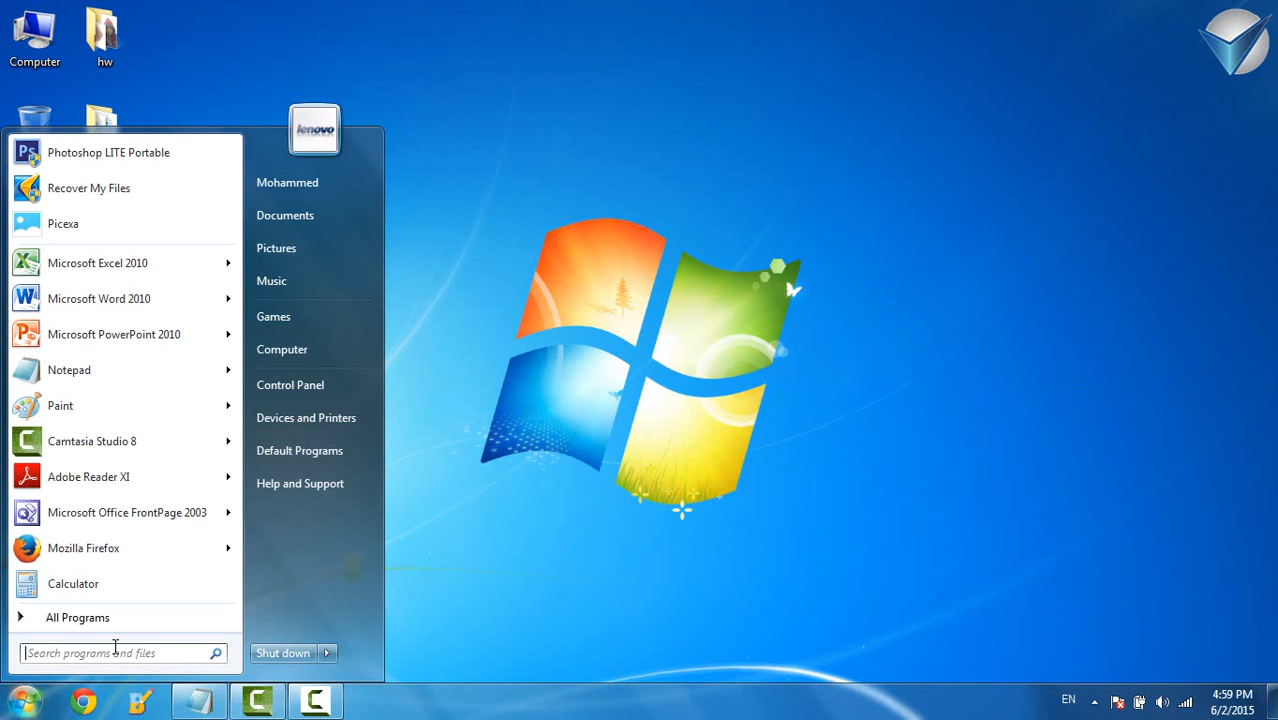 Computer
hw
lenovo
Ps
Photoshop LITE Portable
Recover My Files
Picexa
Microsoft Excel 2010
Microsoft Word 2010
Microsoft PowerPoint 2010
Notepad
Paint
Camtasia Studio 8
Adobe Reader XI
Microsoft Office FrontPage 2003
Mozilla Firefox
Calculator
All Programs
Search programs and files
Mohammed
Documents
Pictures
Music
Games
Computer
Control Panel
Devices and Printers
Default Programs
Help and Support
Shut down
EN
4:59 PM
6/2/2015